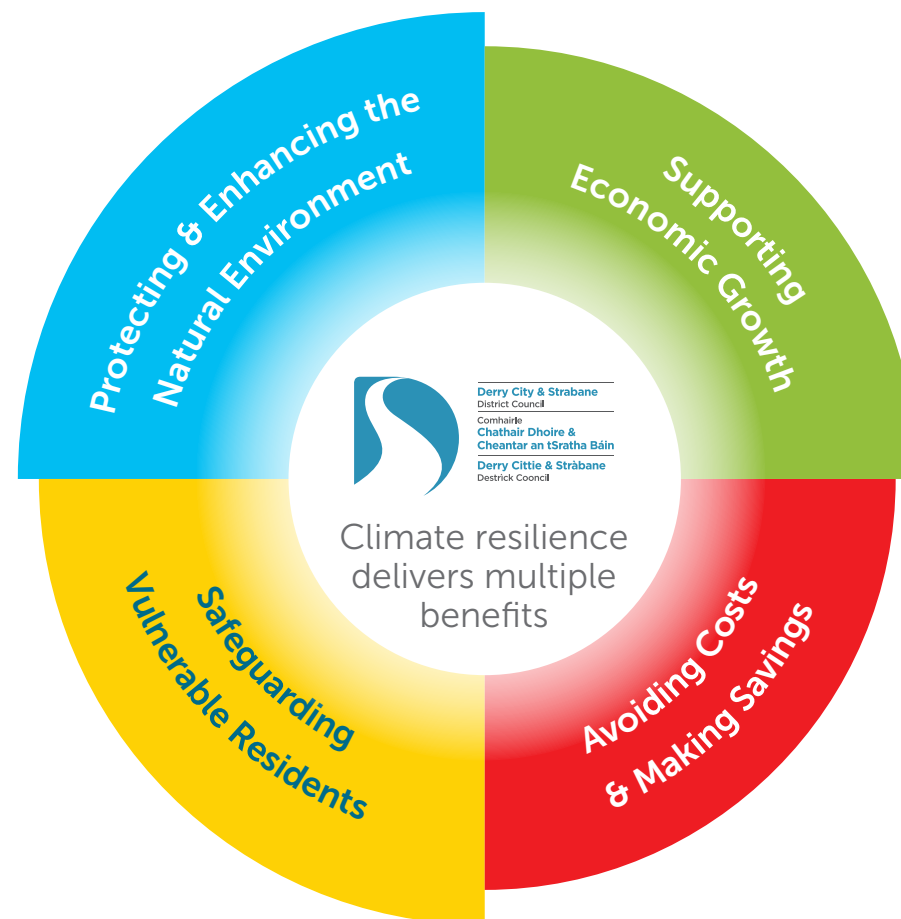 Protecting & Enhancing the
Natural Environment
Supporting
Economic Growth
Derry City & Strabane
District Council
Comhairle
Chathair Dhoire &
Cheantar an tSratha Báin
Derry Cittie & Stràbane
Destrick Cooncil
Climate resilience
delivers multiple
benefits
Safeguarding
Vulnerable Residents
Avoiding Costs
& Making Savings